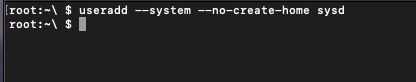 [root:~\ $ useradd --system --no-create-home sysd
root:~\ $